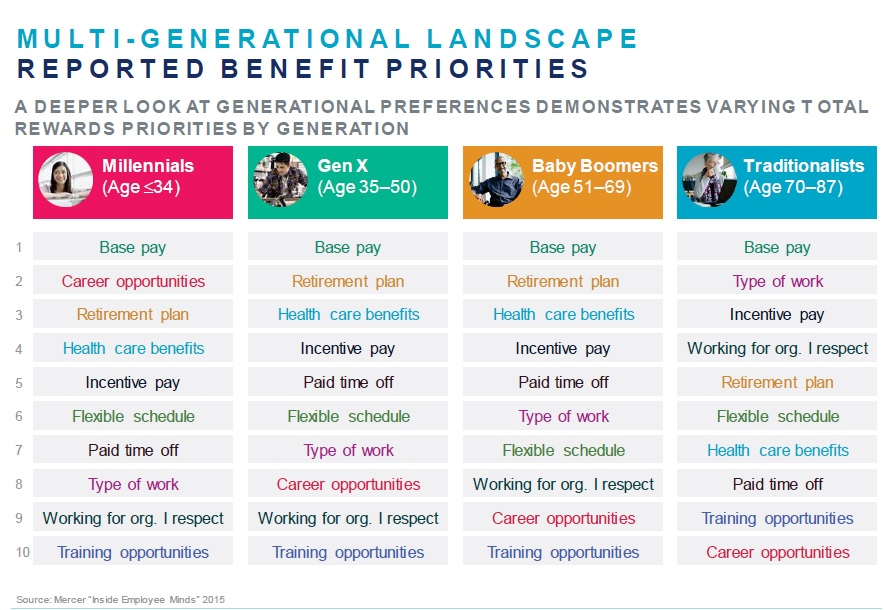 MULTI-GENERATIONAL LANDSCAPE
REPORTED BENEFIT PRIORITIES
A DEEPER LOOK AT GENERATIONAL PREFERENCES DEMONSTRATES VARYING T OTAL
REWARDS PRIORITIES BY GENERATION
Millennials Gen X Baby Boomers Traditionalists
(Age ≤34) (Age 35–50) (Age 51–69) (Age 70–87)
1 Base pay Base pay Base pay Base pay
2 Career opportunities Retirement plan Retirement plan Type of work
3 Retirement plan Health care benefits Health care benefits Incentive pay
4 Health care benefits Incentive pay Incentive pay Working for org. I respect
5 Incentive pay Paid time off Paid time off Retirement plan
6 Flexible schedule Flexible schedule Type of work Flexible schedule
7 Paid time off Type of work Flexible schedule Health care benefits
8 Type of work Career opportunities Working for org. I respect Paid time off
9 Working for org. I respect Working for org. I respect Career opportunities Training opportunities
10 Training opportunities Training opportunities Training opportunities Career opportunities
Source: Mercer "Inside Employee Minds" 2015